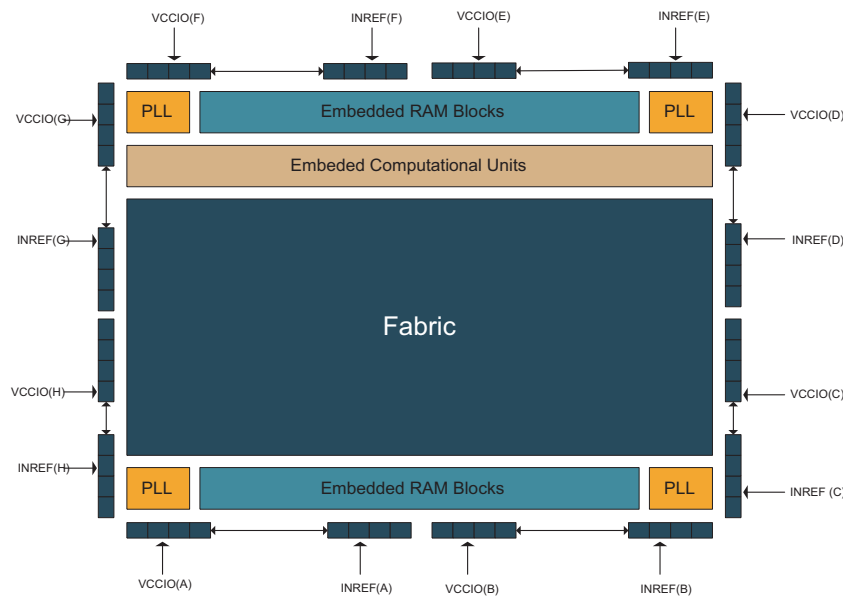 VCCIO(F)
INREF(F)
VCCIO(E)
INREF(E)
PLL
Embedded RAM Blocks
PLL
VCCIO(G)
VCCIO(D)
Embeded Computational Units
INREF(G)
INREF(D)
Fabric
VCCIO(H)
VCCIO(C)
INREF(H)
INREF (C)
PLL
Embedded RAM Blocks
PLL
VCCIO(A)
INREF(A)
VCCIO(B)
INREF(B)